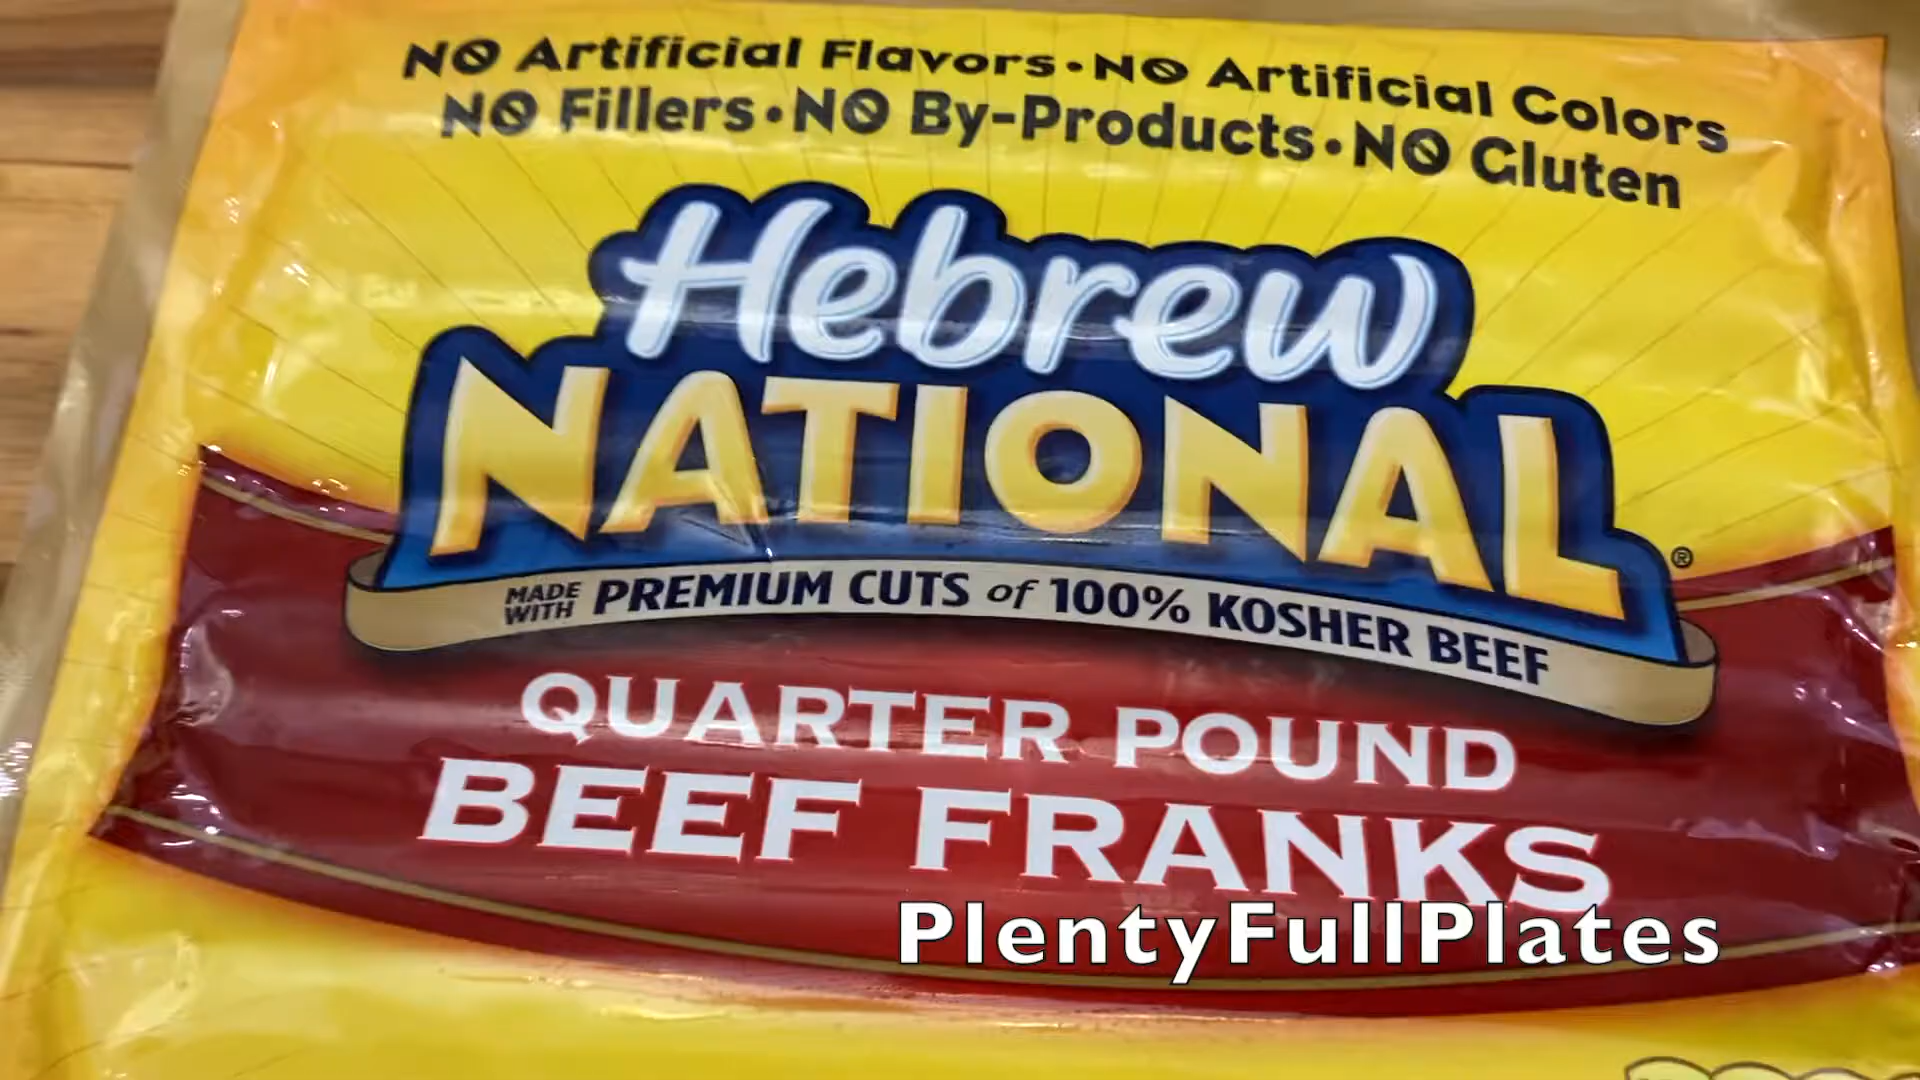 NO Artificial Flavors • NO Artificial Colors
NO Fillers • NO By-Products • NO Gluten
Hebrew
NATIONAL®
MADE WITH PREMIUM CUTS of 100% KOSHER BEEF
QUARTER POUND
BEEF FRANKS
PlentyFullPlates